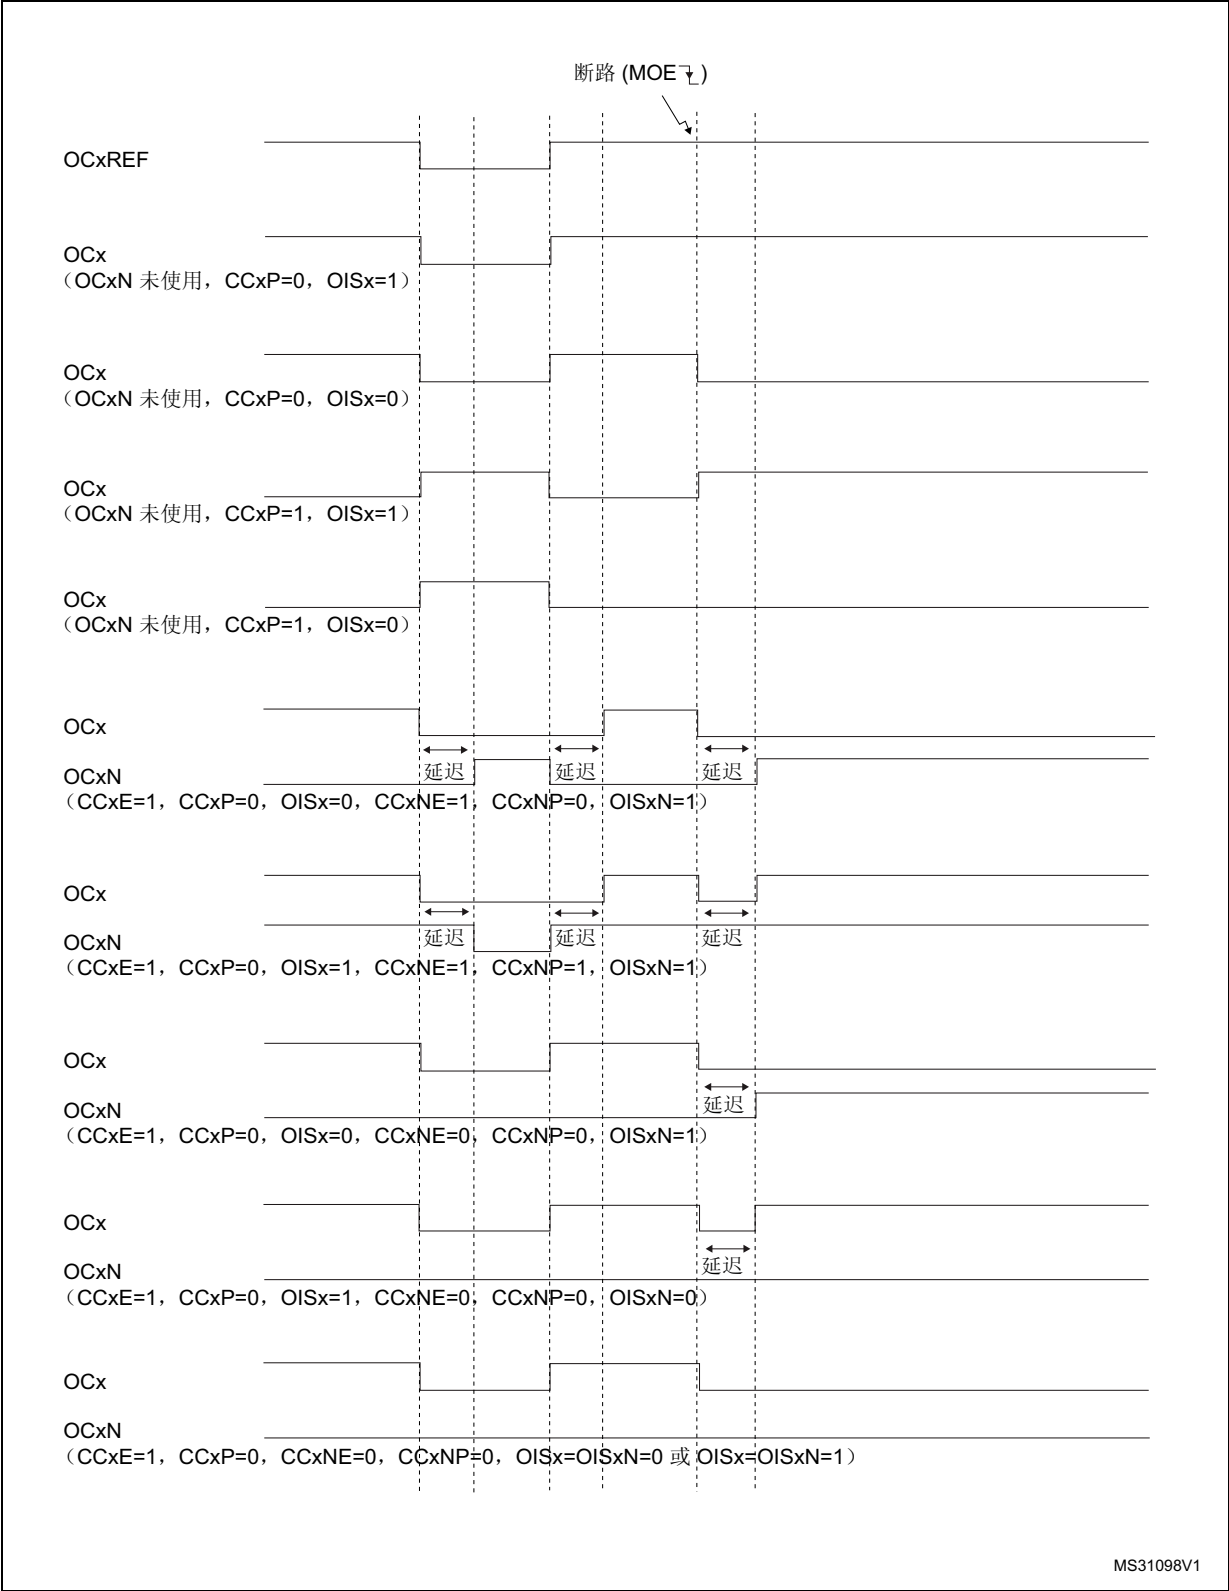 断路 (MOE)
OCxREF
OCx
（OCxN 未使用，CCxP=0，OISx=1）
OCx
（OCxN 未使用，CCxP=0，OISx=0）
OCx
（OCxN 未使用，CCxP=1，OISx=1）
OCx
（OCxN 未使用，CCxP=1，OISx=0）
OCx
延迟 延迟 延迟
OCxN
（CCxE=1，CCxP=0，OISx=0，CCxNE=1，CCxNP=0，OISxN=1）
OCx
延迟 延迟 延迟
OCxN
（CCxE=1，CCxP=0，OISx=1，CCxNE=1，CCxNP=1，OISxN=1）
OCx
延迟
OCxN
（CCxE=1，CCxP=0，OISx=0，CCxNE=0，CCxNP=0，OISxN=1）
OCx
延迟
OCxN
（CCxE=1，CCxP=0，OISx=1，CCxNE=0，CCxNP=0，OISxN=0）
OCx
OCxN
（CCxE=1，CCxP=0，CCxNE=0，CCxNP=0，OISx=OISxN=0 或 OISx=OISxN=1）
MS31098V1